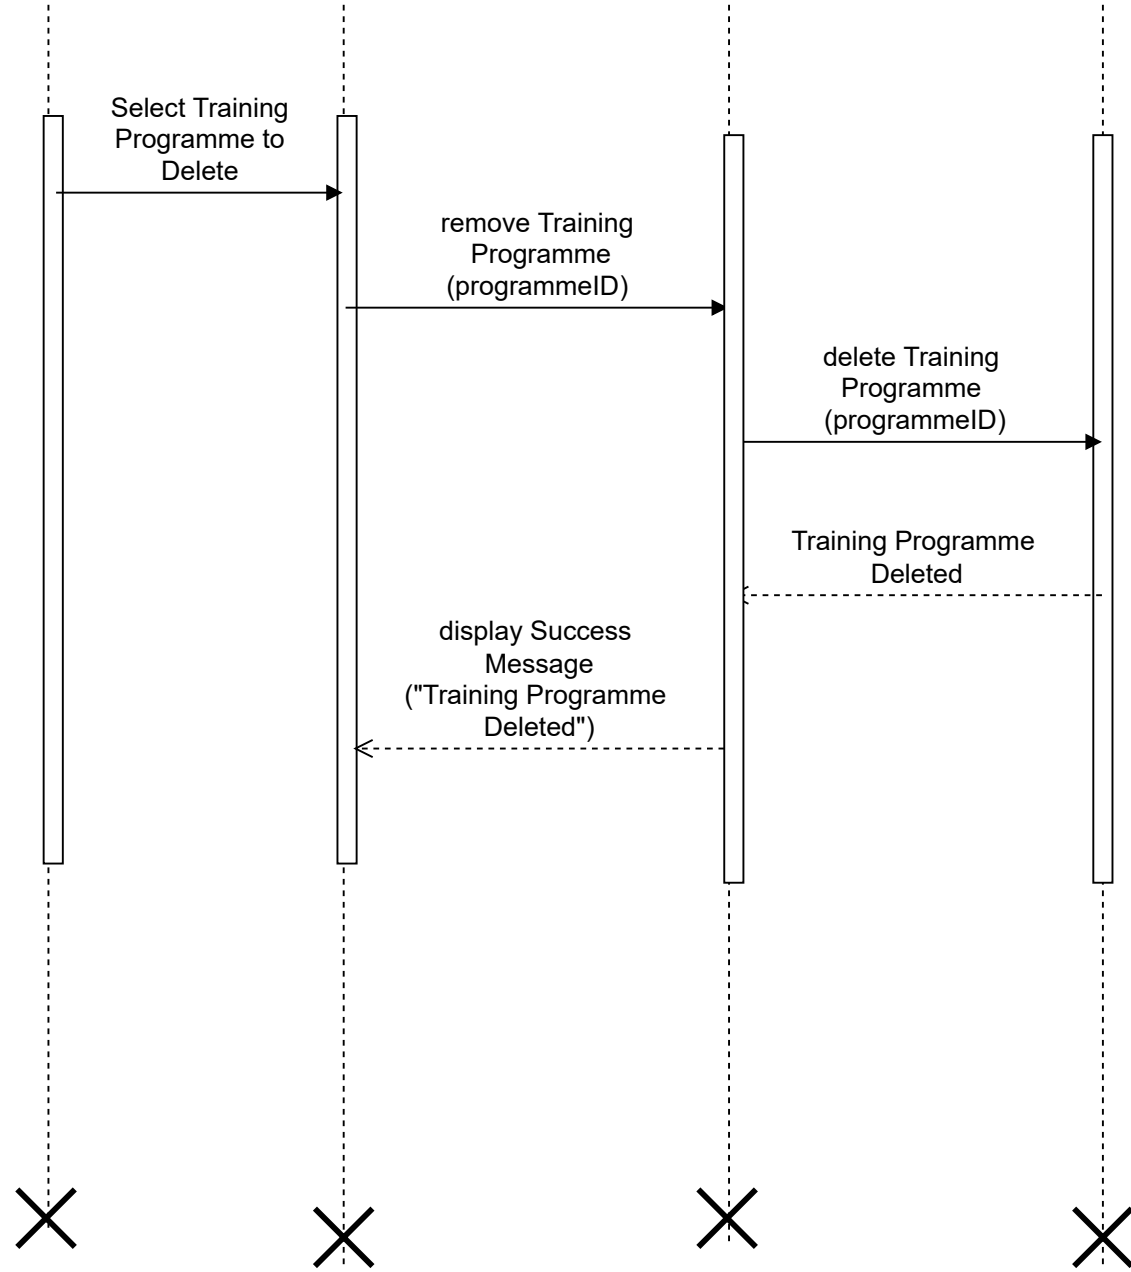 Select Training
Programme to
Delete
remove Training
Programme
(programmeID)
delete Training
Programme
(programmeID)
Training Programme
Deleted
display Success
Message
("Training Programme
Deleted")